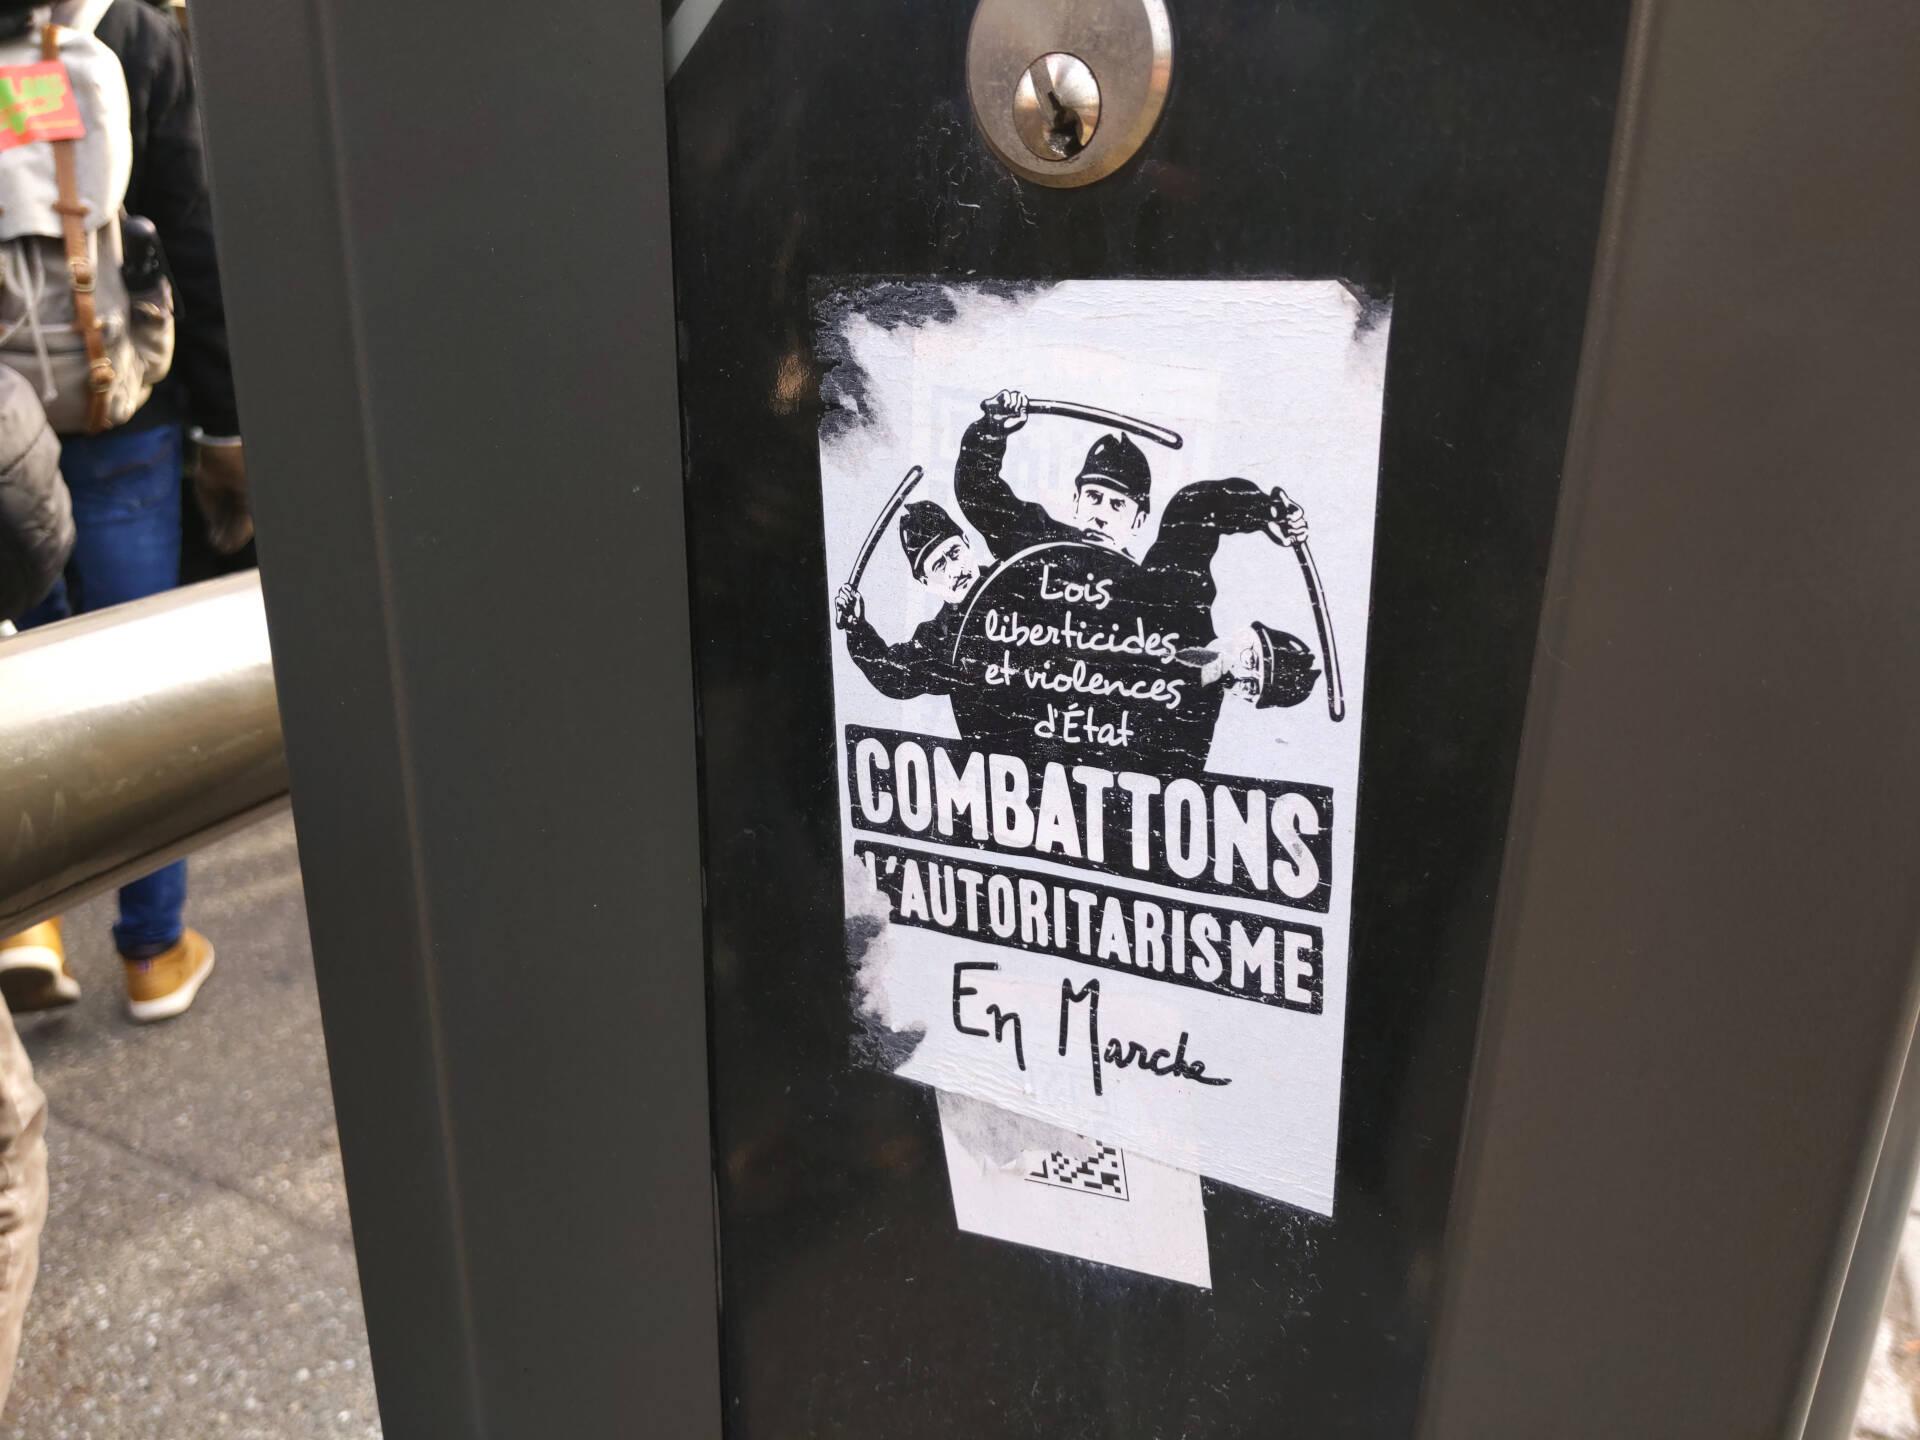 Lois
liberticides
et violences
d'État
COMBATTONS
L'AUTORITARISME
En Marche